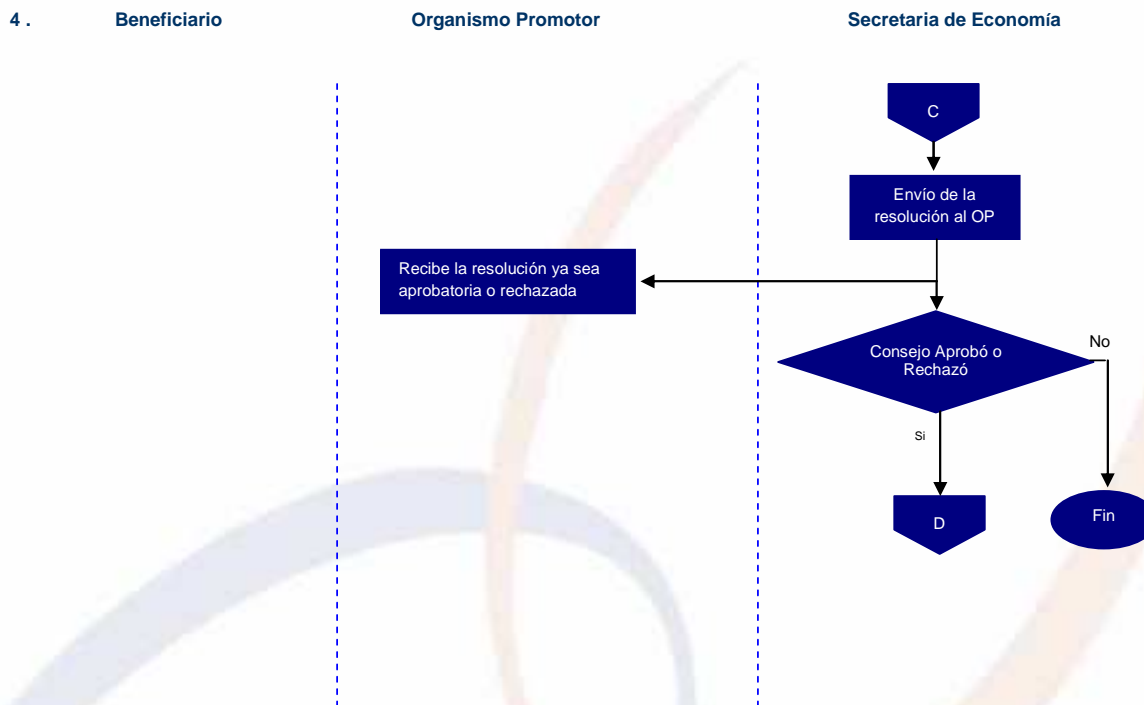 4 . Beneficiario Organismo Promotor Secretaria de Economía
C
Envío de la
resolución al OP
Recibe la resolución ya sea
aprobatoria o rechazada
Consejo Aprobó o
Rechazó
No
Si
D
Fin